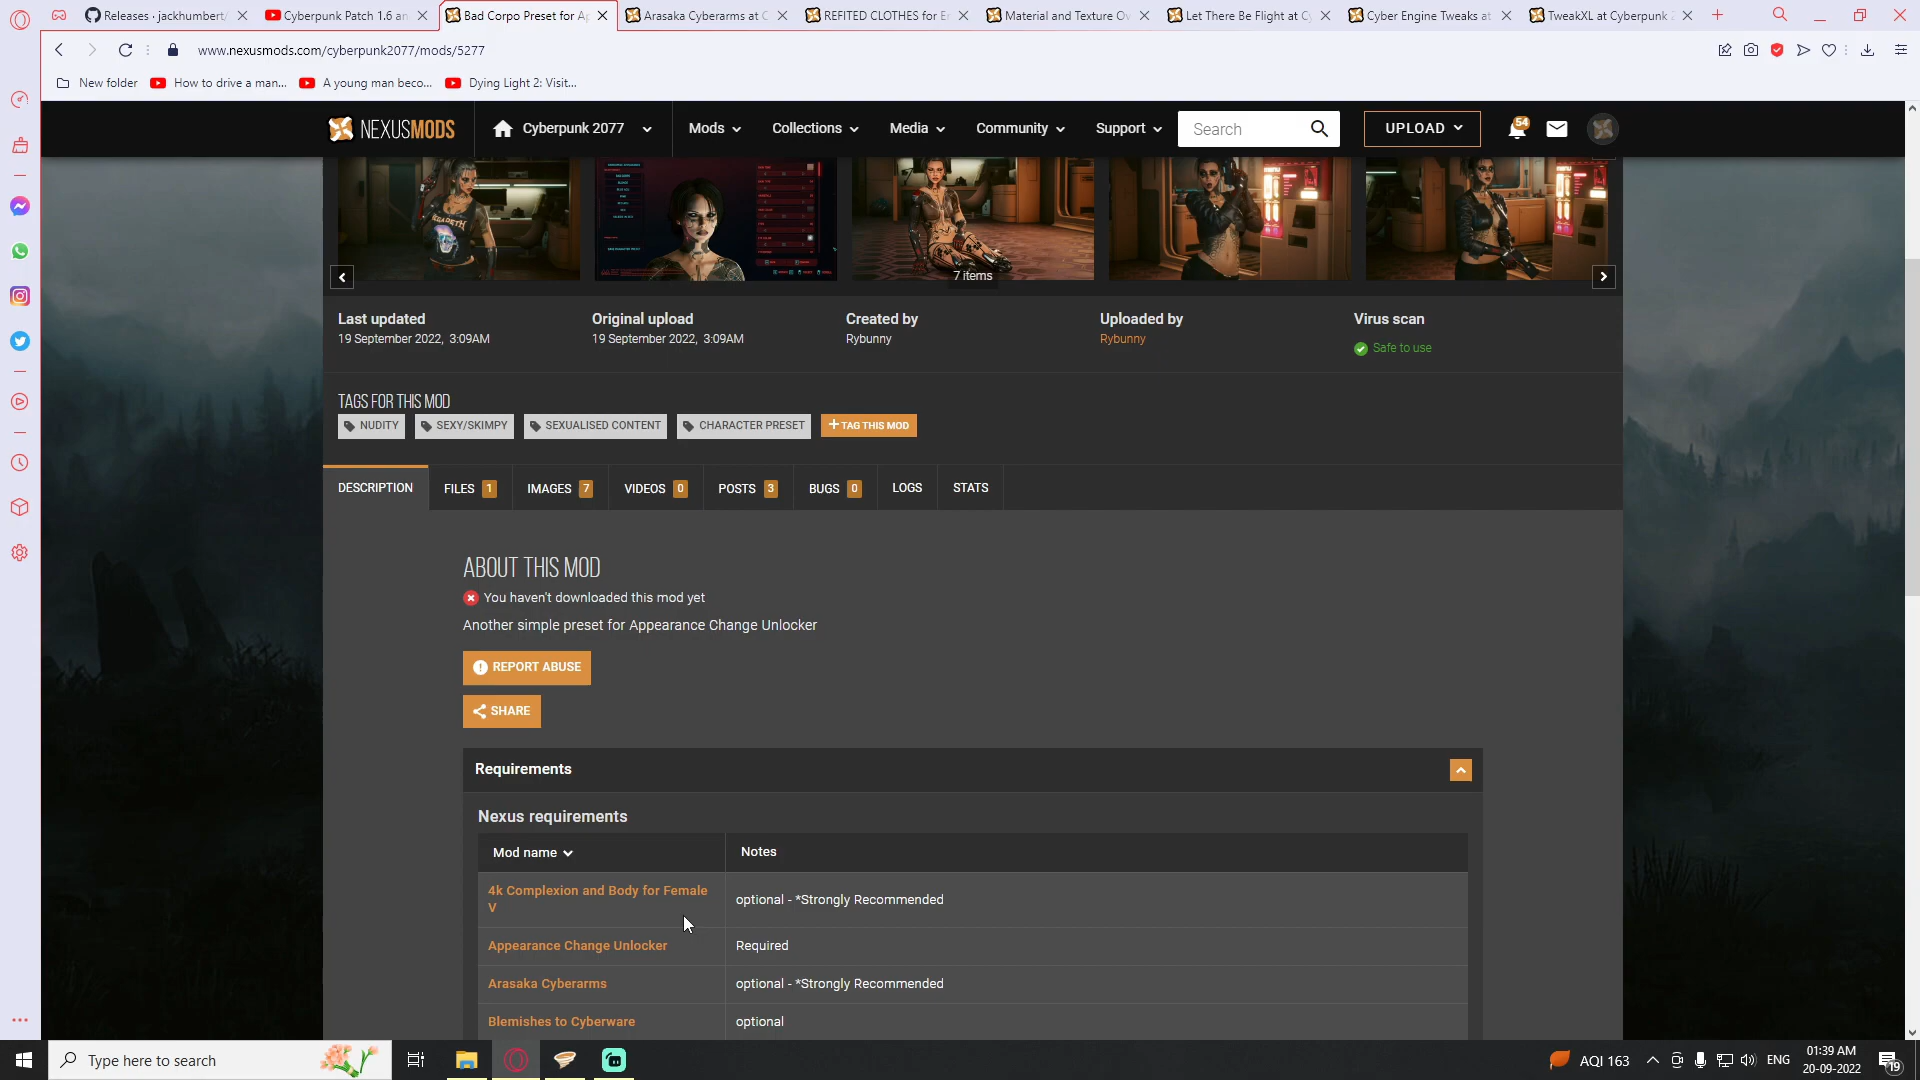 Releases · jackhumbert/
Cyberpunk Patch 1.6 an
Bad Corpo Preset for Ap
Arasaka Cyberarms at C
REFITED CLOTHES for E
Material and Texture Ov
Let There Be Flight at Cy
Cyber Engine Tweaks at
TweakXL at Cyberpunk 2
www.nexusmods.com/cyberpunk2077/mods/5277
New folder
How to drive a man...
A young man beco...
Dying Light 2: Visit...
NEXUSMODS
Cyberpunk 2077
Mods
Collections
Media
Community
Support
Search
UPLOAD
54
MEGADETH
7 items
Last updated
19 September 2022, 3:09AM
Original upload
19 September 2022, 3:09AM
Created by
Rybunny
Uploaded by
Rybunny
Virus scan
Safe to use
TAGS FOR THIS MOD
NUDITY
SEXY/SKIMPY
SEXUALISED CONTENT
CHARACTER PRESET
+ TAG THIS MOD
DESCRIPTION
FILES 1
IMAGES 7
VIDEOS 0
POSTS 3
BUGS 0
LOGS
STATS
ABOUT THIS MOD
You haven't downloaded this mod yet
Another simple preset for Appearance Change Unlocker
REPORT ABUSE
SHARE
Requirements
Nexus requirements
Mod name
Notes
4k Complexion and Body for Female
V
optional - *Strongly Recommended
Appearance Change Unlocker
Required
Arasaka Cyberarms
optional - *Strongly Recommended
Blemishes to Cyberware
optional
Type here to search
AQI 163
ENG
01:39 AM
20-09-2022
19